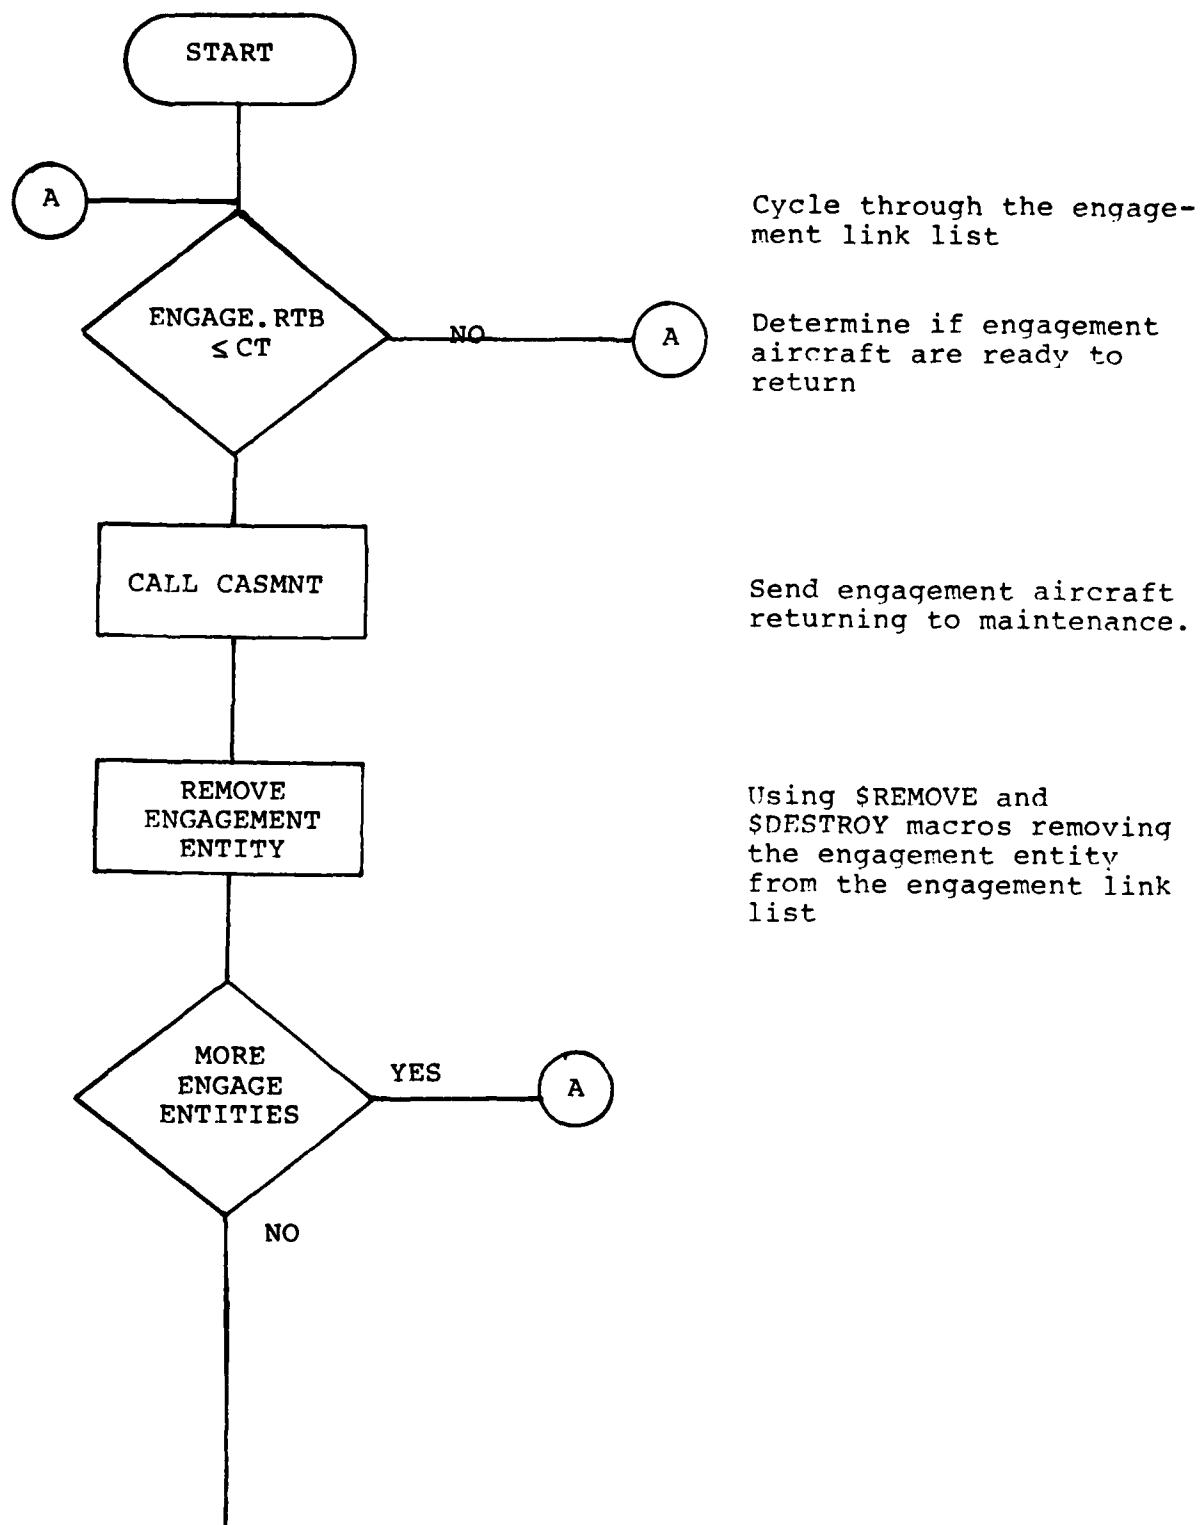 START
A
Cycle through the engage-
ment link list
ENGAGE.RTB
≤ CT
NO
A
Determine if engagement
aircraft are ready to
return
CALL CASMNT
Send engagement aircraft
returning to maintenance.
REMOVE
ENGAGEMENT
ENTITY
Using $REMOVE and
$DESTROY macros removing
the engagement entity
from the engagement link
list
MORE
ENGAGE
ENTITIES
YES
A
NO